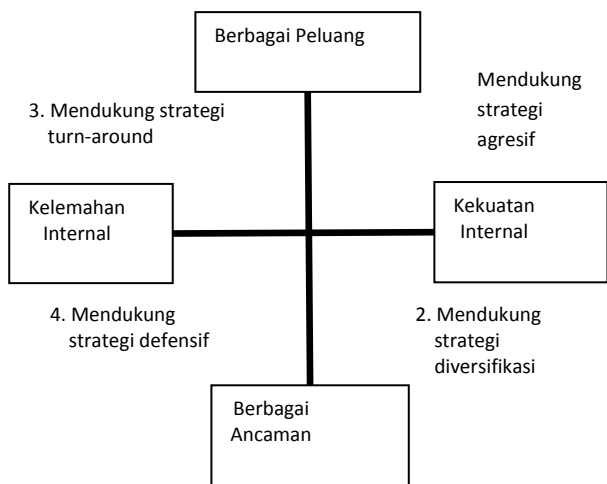 Berbagai Peluang
Mendukung
strategi
agresif
3. Mendukung strategi
turn-around
Kelemahan
Internal
Kekuatan
Internal
4. Mendukung
strategi defensif
2. Mendukung
strategi
diversifikasi
Berbagai
Ancaman